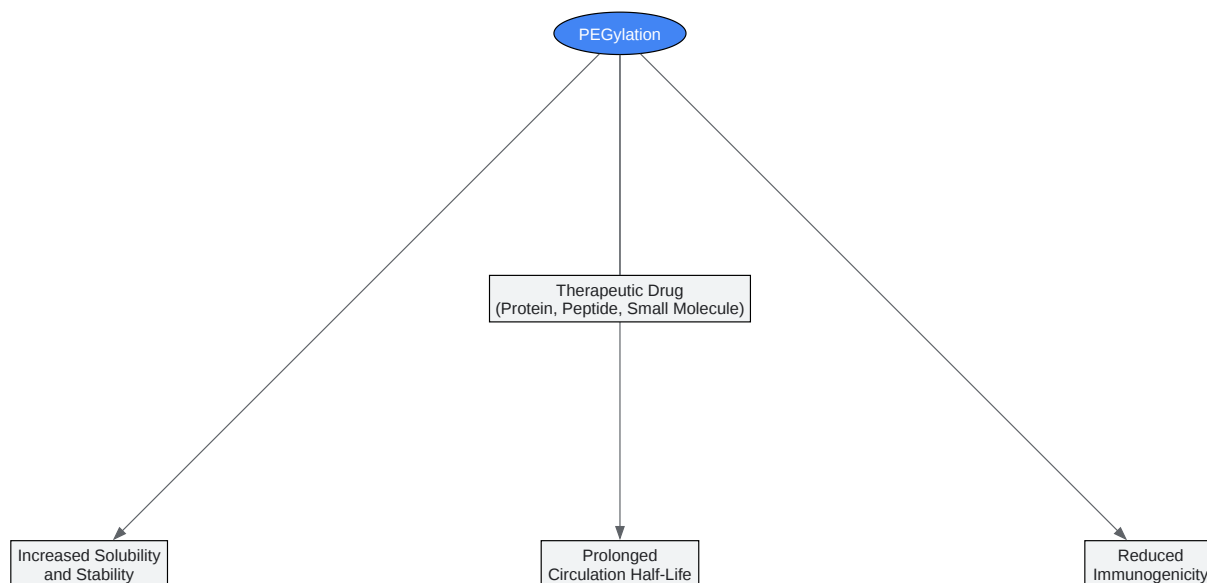 PEGylation
Therapeutic Drug
(Protein, Peptide, Small Molecule)
Increased Solubility
and Stability
Prolonged
Circulation Half-Life
Reduced
Immunogenicity